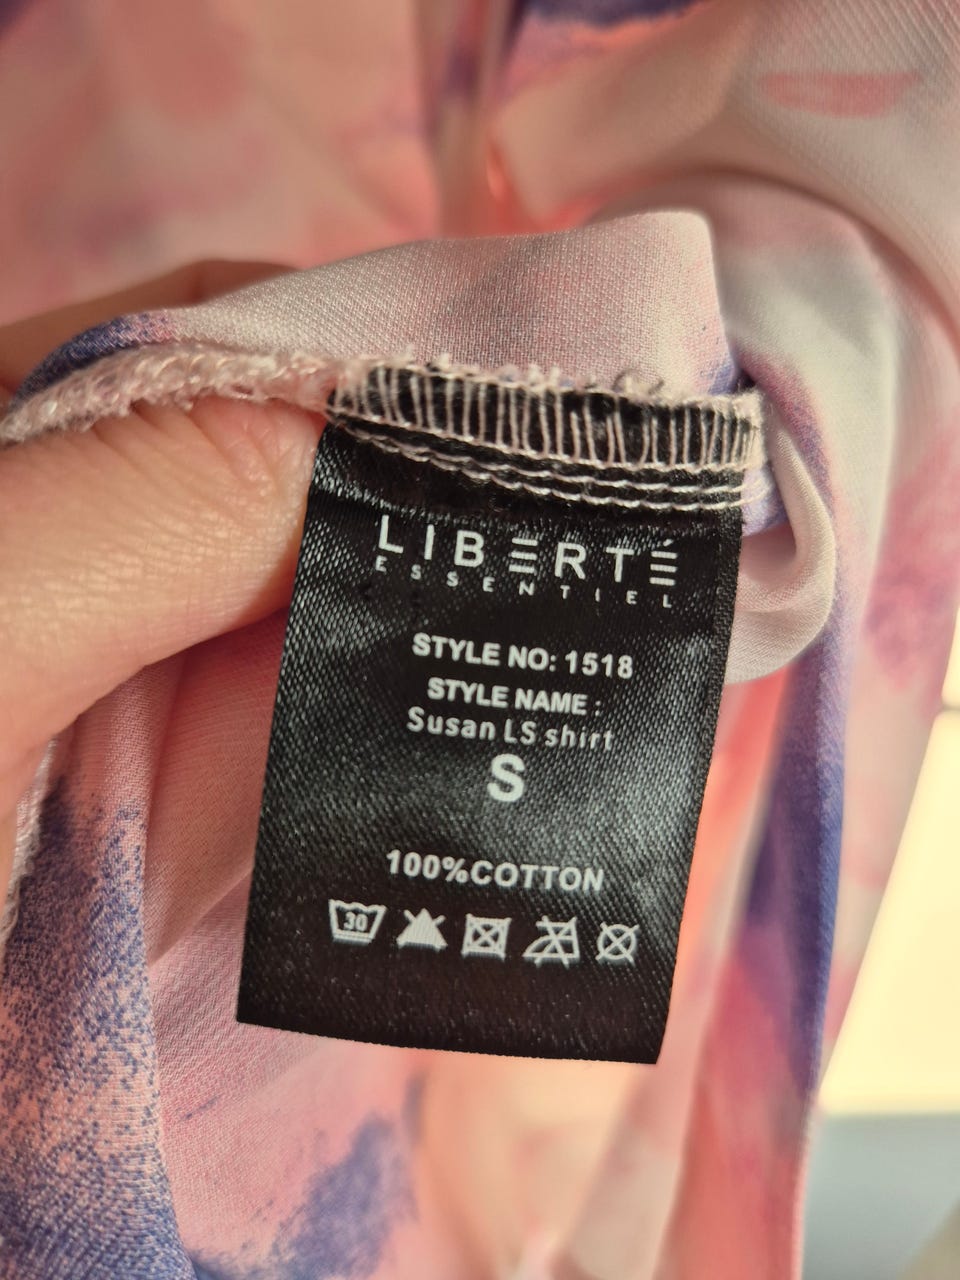 LIBERTÉ
ESSENTIEL
STYLE NO: 1518
STYLE NAME :
Susan LS shirt
S
100%COTTON
30